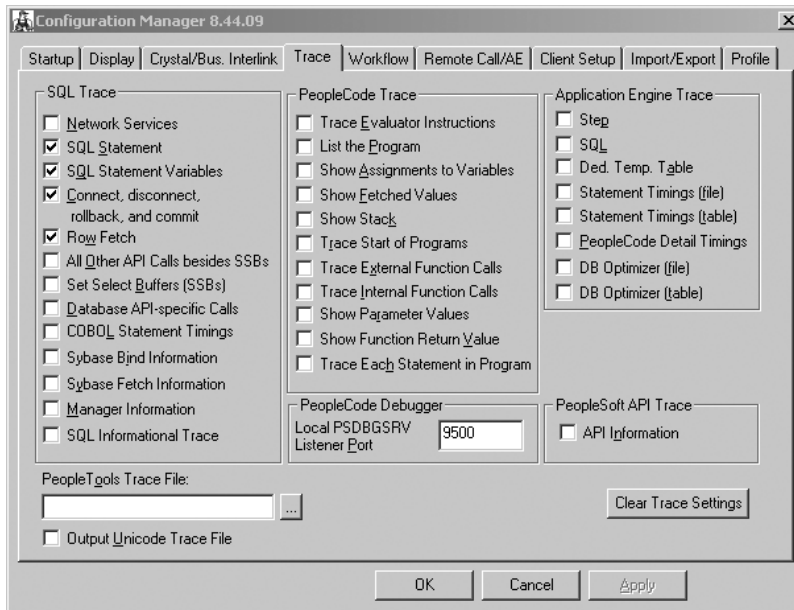 Configuration Manager 8.44.09
Startup Display Crystal/Bus. Interlink Trace Workflow Remote Call/AE Client Setup Import/Export Profile
SQL Trace
Network Services
SQL Statement
SQL Statement Variables
Connect, disconnect,
rollback, and commit
Row Fetch
All Other API Calls besides SSBs
Set Select Buffers (SSBs)
Database API-specific Calls
COBOL Statement Timings
Sybase Bind Information
Sybase Fetch Information
Manager Information
SQL Informational Trace
PeopleCode Trace
Trace Evaluator Instructions
List the Program
Show Assignments to Variables
Show Fetched Values
Show Stack
Trace Start of Programs
Trace External Function Calls
Trace Internal Function Calls
Show Parameter Values
Show Function Return Value
Trace Each Statement in Program
Application Engine Trace
Step
SQL
Ded. Temp. Table
Statement Timings (file)
Statement Timings (table)
PeopleCode Detail Timings
DB Optimizer (file)
DB Optimizer (table)
PeopleCode Debugger
Local PSDBGSRV
Listener Port
9500
PeopleSoft API Trace
API Information
PeopleTools Trace File:
...
Output Unicode Trace File
Clear Trace Settings
OK Cancel Apply